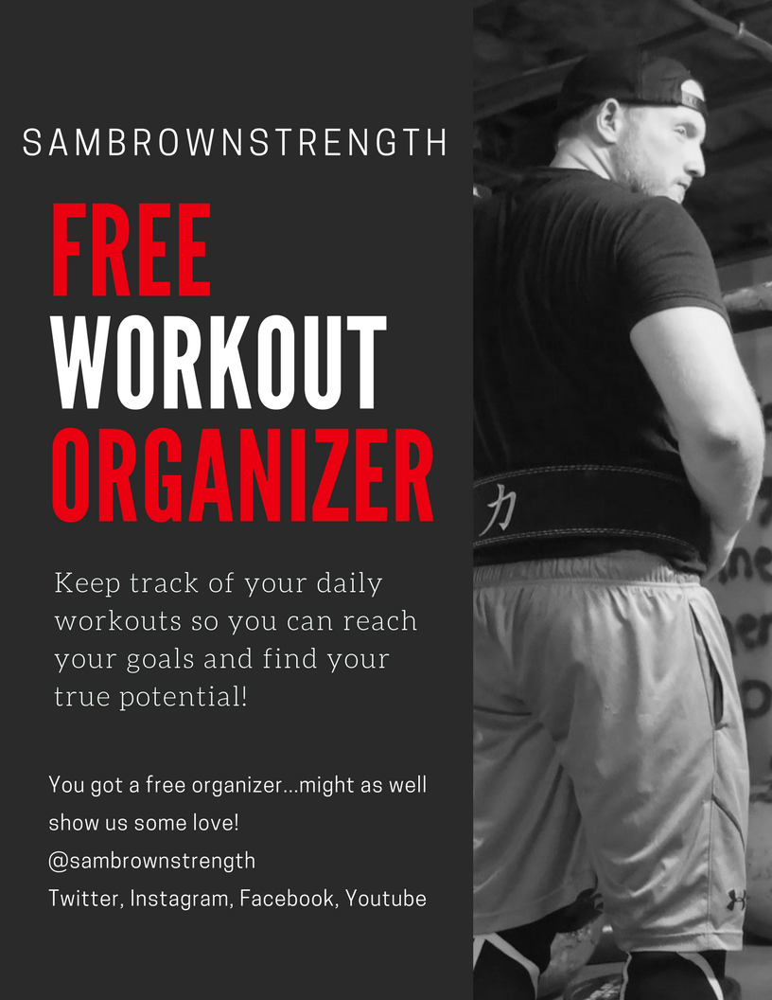 SAMBROWNSTRENGTH
FREE
WORKOUT
ORGANIZER
Keep track of your daily
workouts so you can reach
your goals and find your
true potential!
You got a free organizer...might as well
show us some love!
@sambrownstrength
Twitter, Instagram, Facebook, Youtube
力